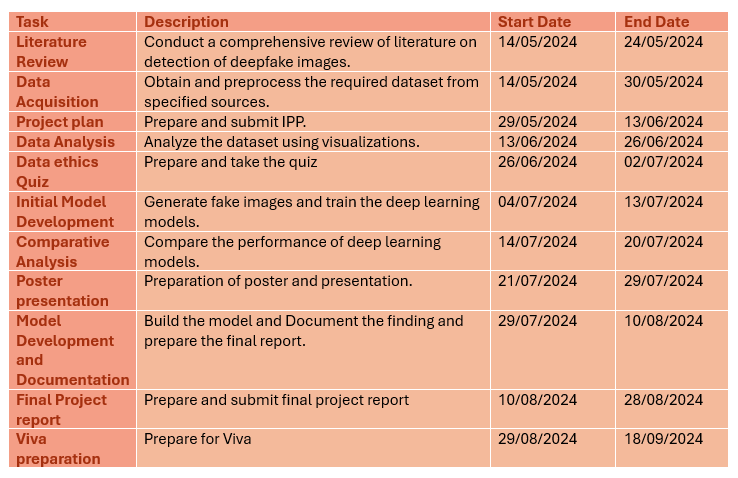 Task Description Start Date End Date
Literature Conduct a comprehensive review of literature on 14/05/2024 24/05/2024
Review detection of deepfake images.
Data Obtain and preprocess the required dataset from 14/05/2024 30/05/2024
Acquisition specified sources.
Project plan Prepare and submit IPP. 29/05/2024 13/06/2024
Data Analysis Analyze the dataset using visualizations. 13/06/2024 26/06/2024
Data ethics Prepare and take the quiz 26/06/2024 02/07/2024
Quiz
Initial Model Generate fake images and train the deep learning 04/07/2024 13/07/2024
Development models.
Comparative Compare the performance of deep learning 14/07/2024 20/07/2024
Analysis models.
Poster Preparation of poster and presentation. 21/07/2024 29/07/2024
presentation
Model Build the model and Document the finding and 29/07/2024 10/08/2024
Development prepare the final report.
and
Documentation
Final Project Prepare and submit final project report 10/08/2024 28/08/2024
report
Viva Prepare for Viva 29/08/2024 18/09/2024
preparation